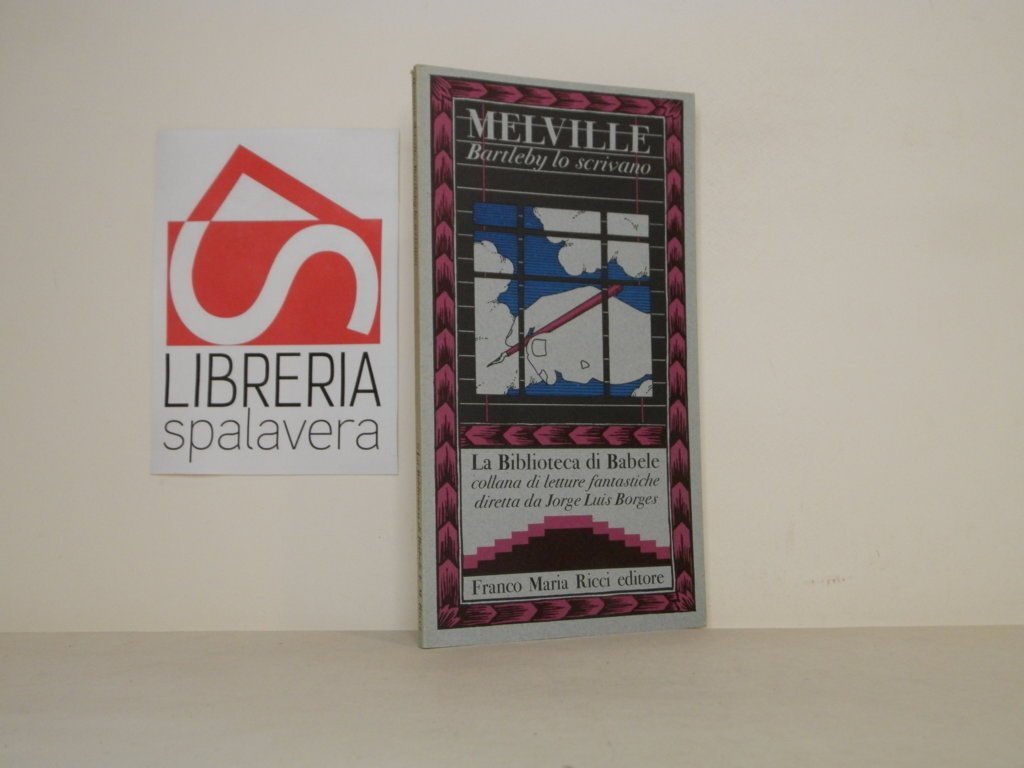 LIBRERIA
spalavera
MELVILLE
Bartleby lo scrivano
La Biblioteca di Babele
collana di letture fantastiche
diretta da Jorge Luis Borges
Franco Maria Ricci editore